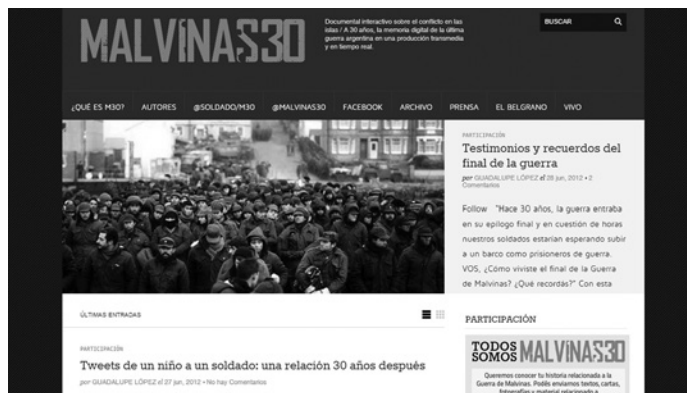 MALVINAS30
Documental interactivo sobre el conflicto en las
islas / A 30 años, la memoria digital de la última
guerra argentina en una producción transmedia
y en tiempo real.
BUSCAR
¿QUÉ ES M30?
AUTORES
@SOLDADO/M30
@MALVINAS30
FACEBOOK
ARCHIVO
PRENSA
EL BELGRANO
VIVO
PARTICIPACIÓN
Testimonios y recuerdos del
final de la guerra
por GUADALUPE LÓPEZ el 28 jun, 2012 • 2
Comentarios
Follow "Hace 30 años, la guerra entraba
en su epílogo final y en cuestión de horas
nuestros soldados estarían esperando subir
a un barco como prisioneros de guerra.
VOS, ¿Cómo viviste el final de la Guerra
de Malvinas? ¿Qué recordás?" Con esta
ÚLTIMAS ENTRADAS
PARTICIPACIÓN
Tweets de un niño a un soldado: una relación 30 años después
por GUADALUPE LÓPEZ el 27 jun, 2012 • No hay Comentarios
PARTICIPACIÓN
TODOS
SOMOS MALVINAS30
Queremos conocer tu historia relacionada a la
Guerra de Malvinas. Podés enviarnos textos, cartas,
fotografías y material relacionado a